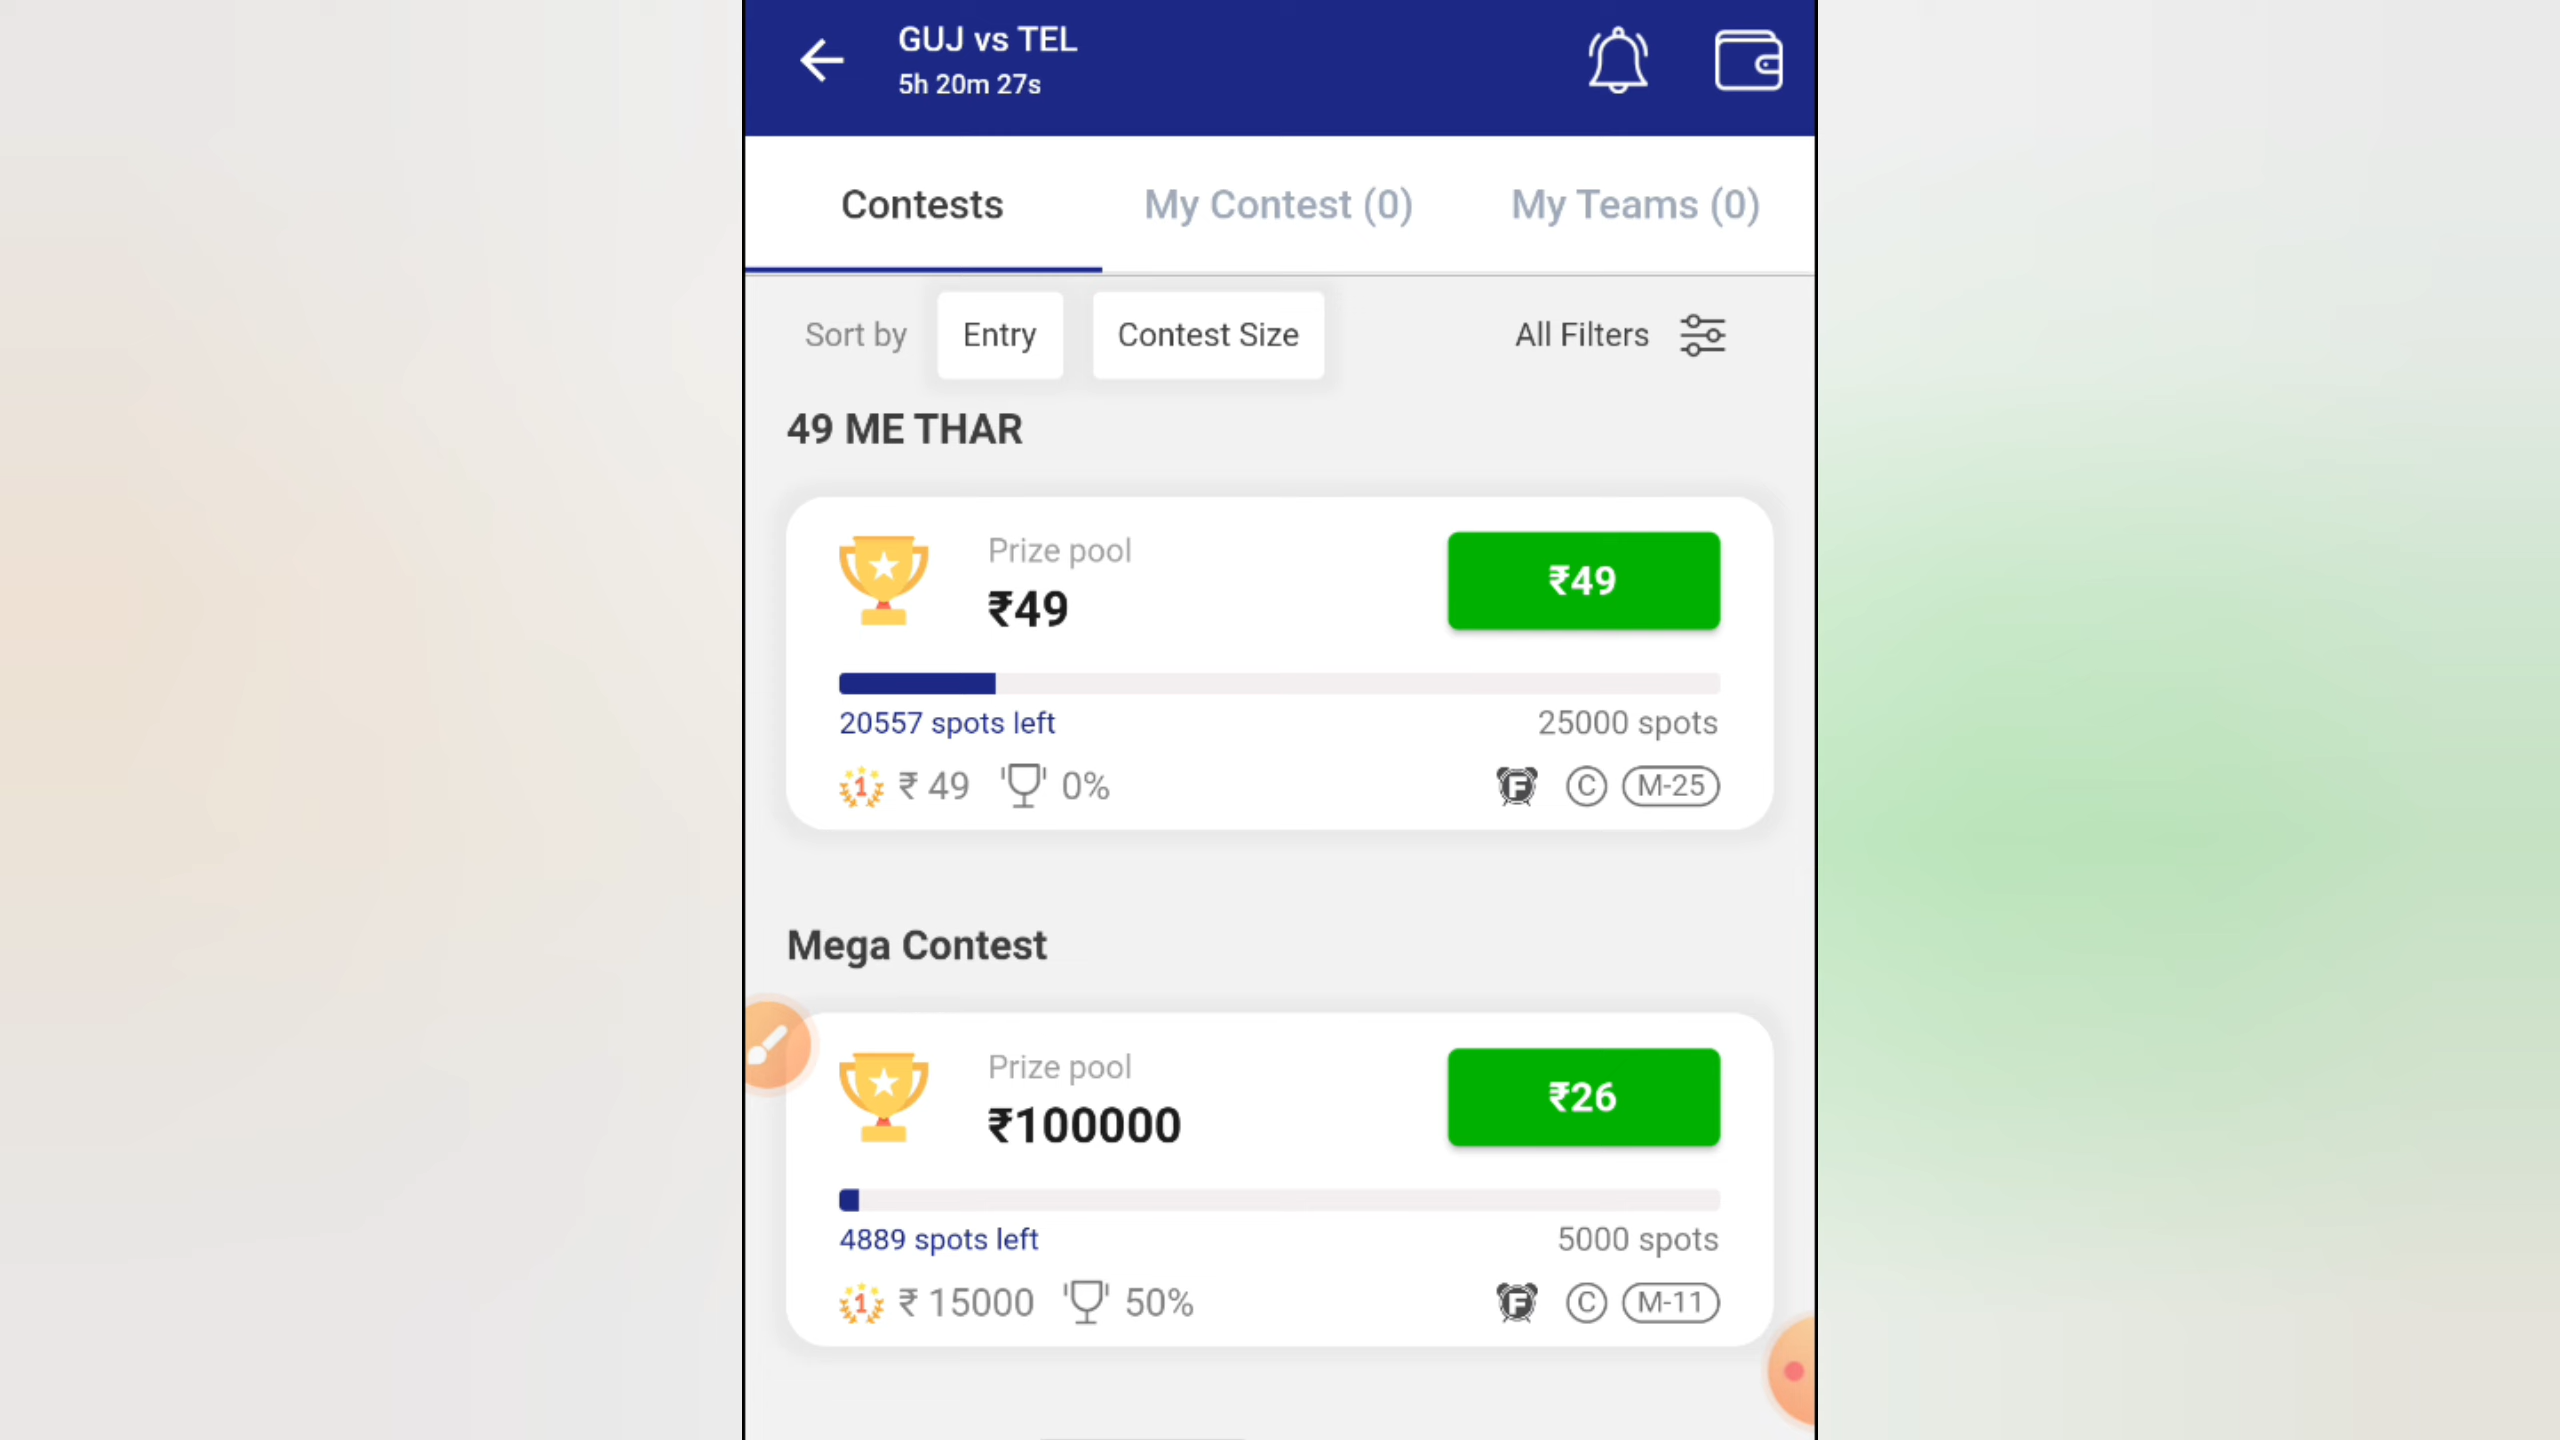 GUJ vs TEL
5h 20m 27s
Contests
My Contest (0)
My Teams (0)
Sort by
Entry
Contest Size
All Filters
49 ME THAR
Prize pool
₹49
₹49
20557 spots left
25000 spots
1 ₹ 49
0%
F
C
M-25
Mega Contest
Prize pool
₹100000
₹26
4889 spots left
5000 spots
1 ₹ 15000
50%
F
C
M-11